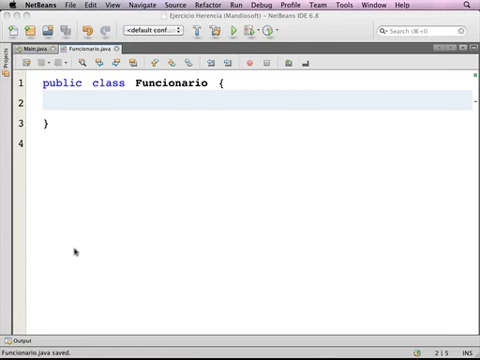 NetBeans File Edit View Navigate Source Refactor Run Debug Profile Team Tools Window Help
Ejercicio Herencia (Mandiosoft) - NetBeans IDE 6.8
<default conf...
Search (⌘+I)
Projects
Main.java Funcionario.java
1 public class Funcionario {
2
3 }
4
Output
Funcionario.java saved.
2 | 5 INS